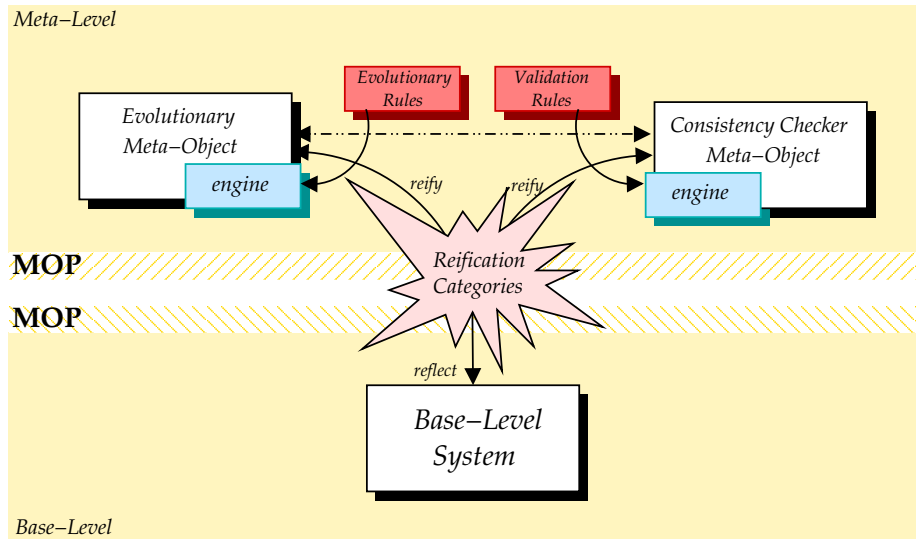 Meta−Level
Evolutionary
Rules
Validation
Rules
Evolutionary
Meta−Object
engine
Consistency Checker
Meta−Object
engine
reify
reify
MOP
Reification
Categories
MOP
reflect
Base−Level
System
Base−Level